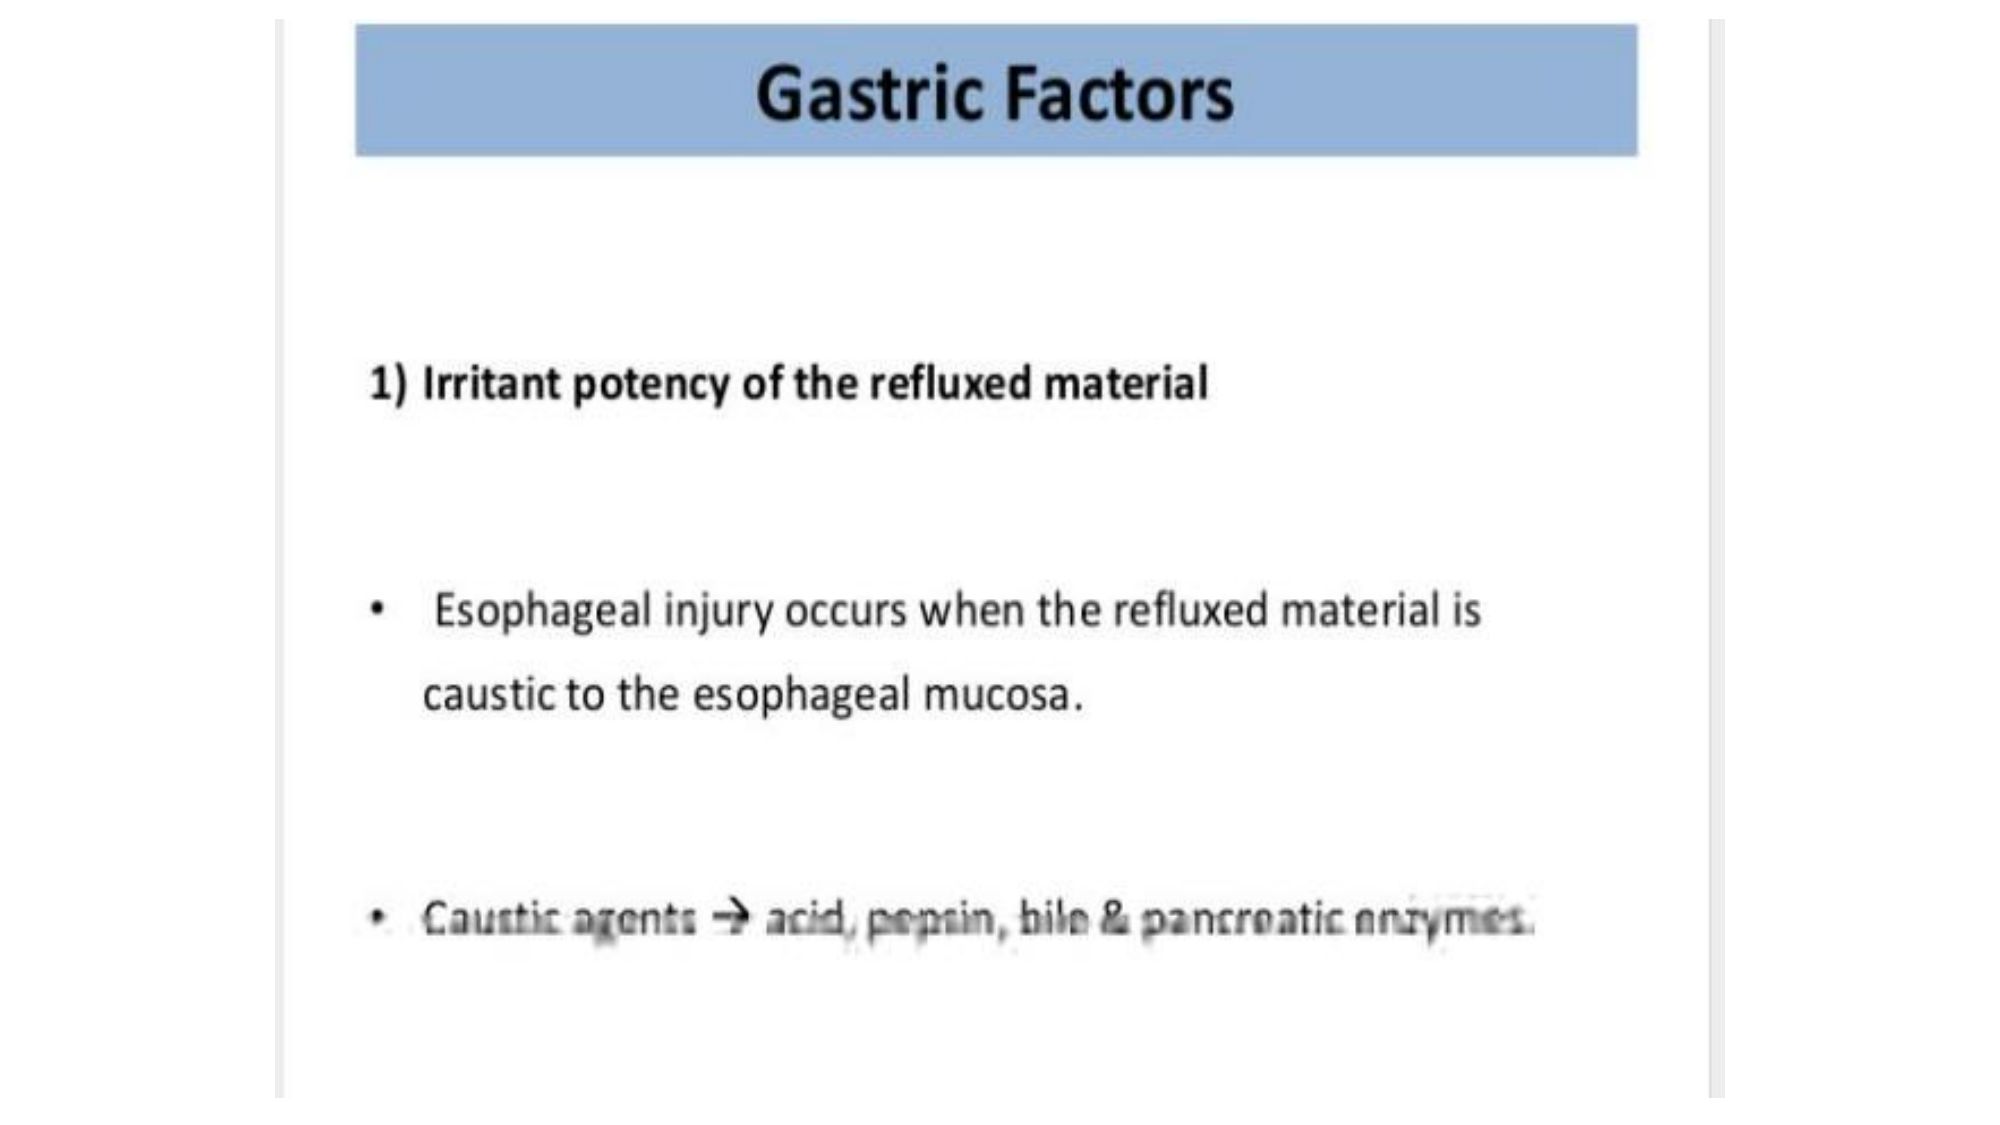 Gastric Factors
1) Irritant potency of the refluxed material
• Esophageal injury occurs when the refluxed material is
caustic to the esophageal mucosa.
• Caustic agents → acid, pepsin, bile & pancreatic enzymes.